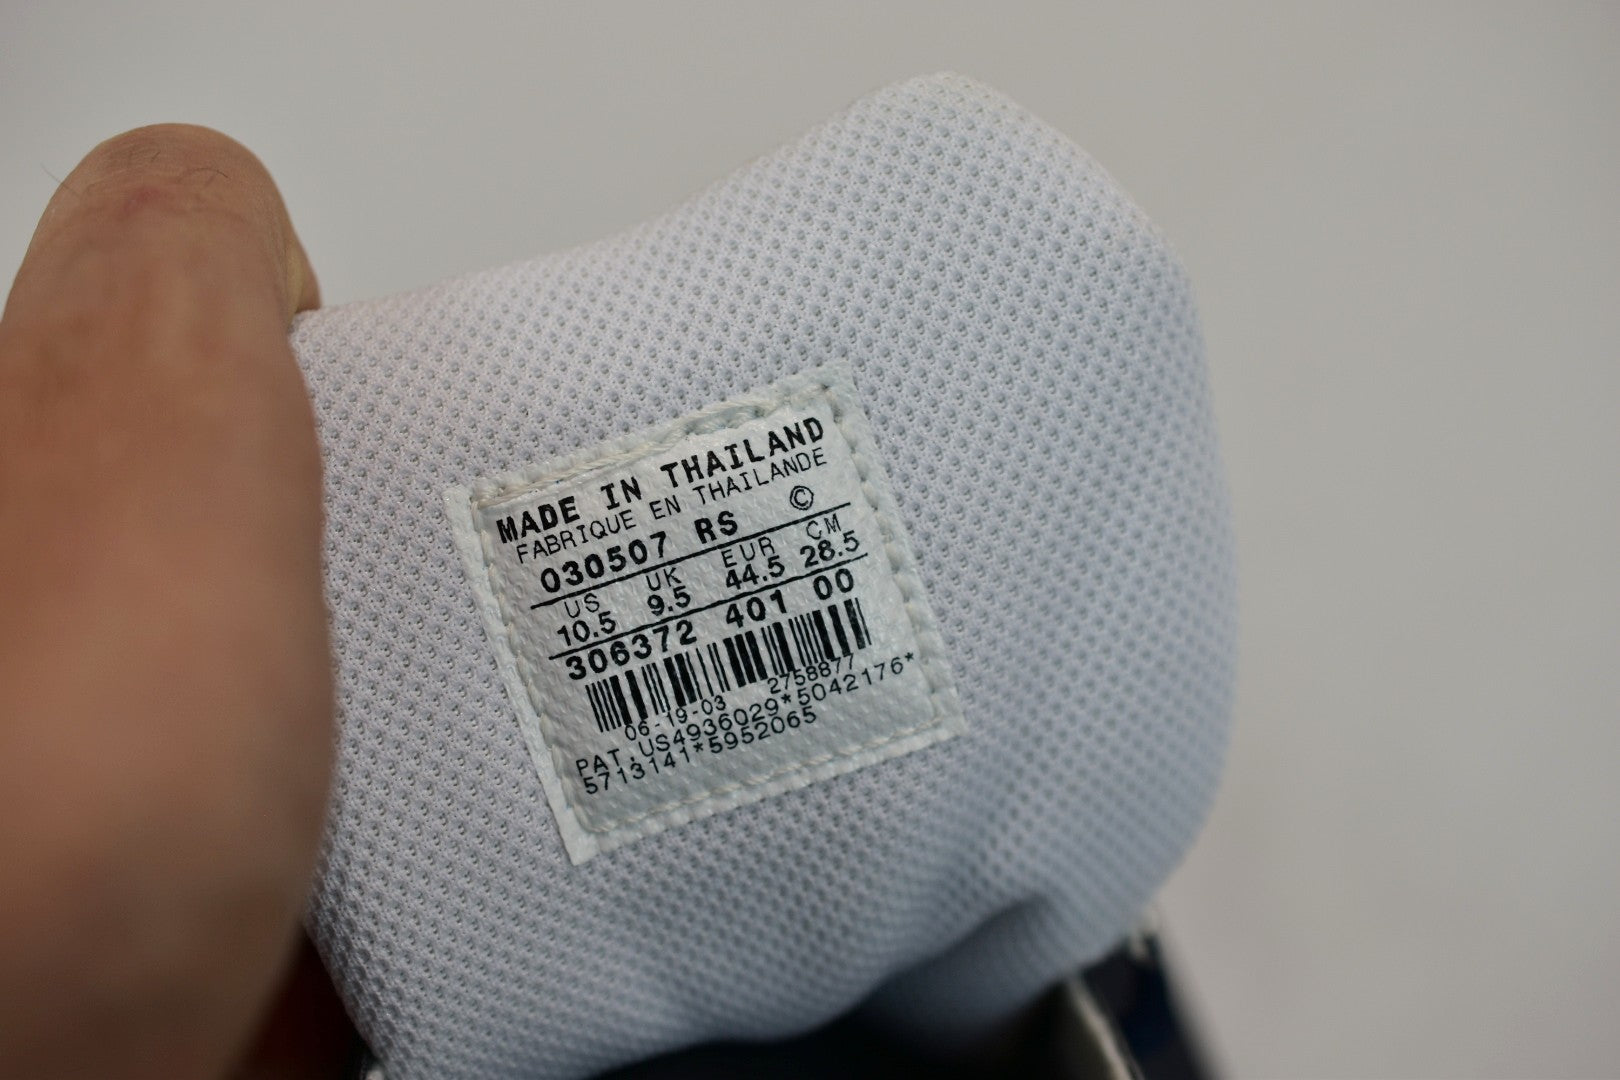 MADE IN THAILAND
FABRIQUE EN THAILANDE
030507 RS ©
US UK EUR CM
10.5 9.5 44.5 28.5
306372 401 00
06-19-03 2758877
PAT.US4936029*5042176*
5713141*5952065